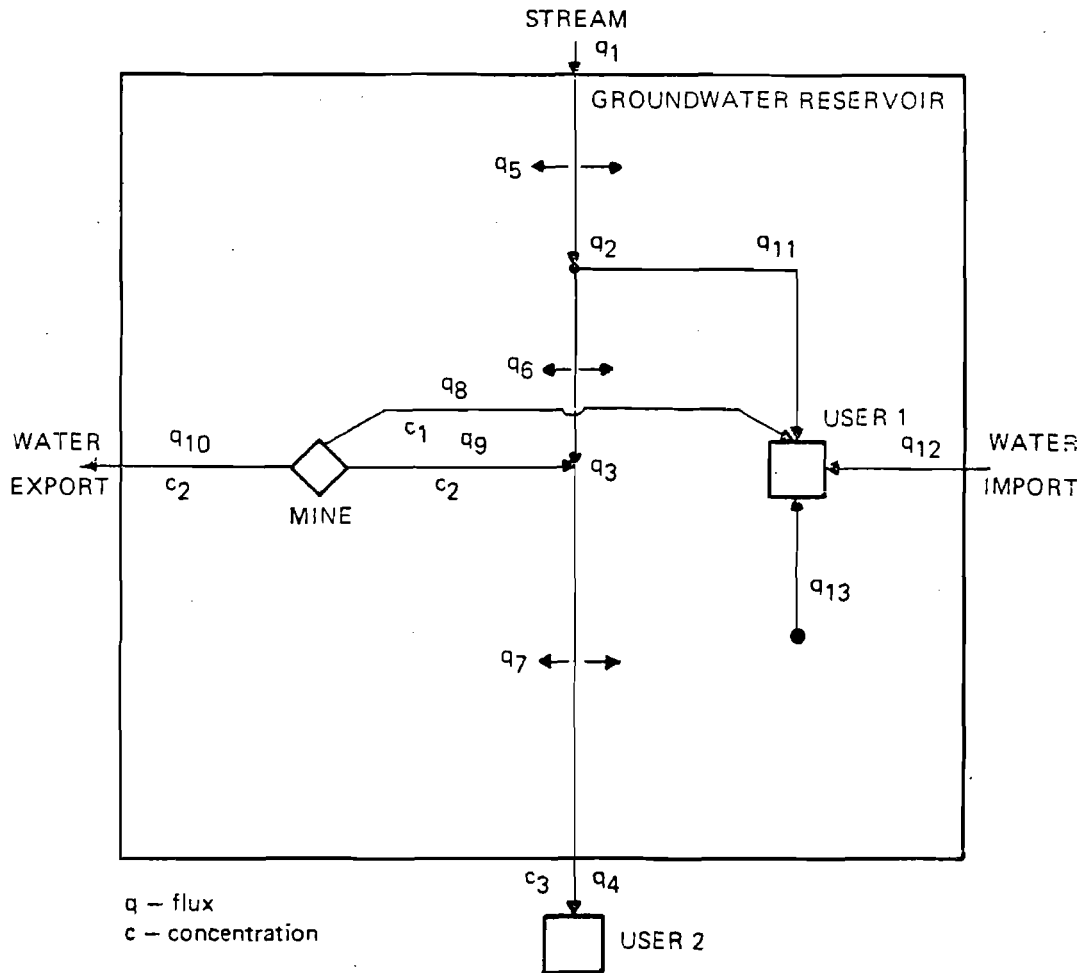 STREAM
q1
GROUNDWATER RESERVOIR
q5
q2
q11
q6
q8
USER 1
c1
q9
WATER
q10
q12
WATER
EXPORT
c2
c2
q3
IMPORT
MINE
q13
q7
c3
q4
q – flux
c – concentration
USER 2